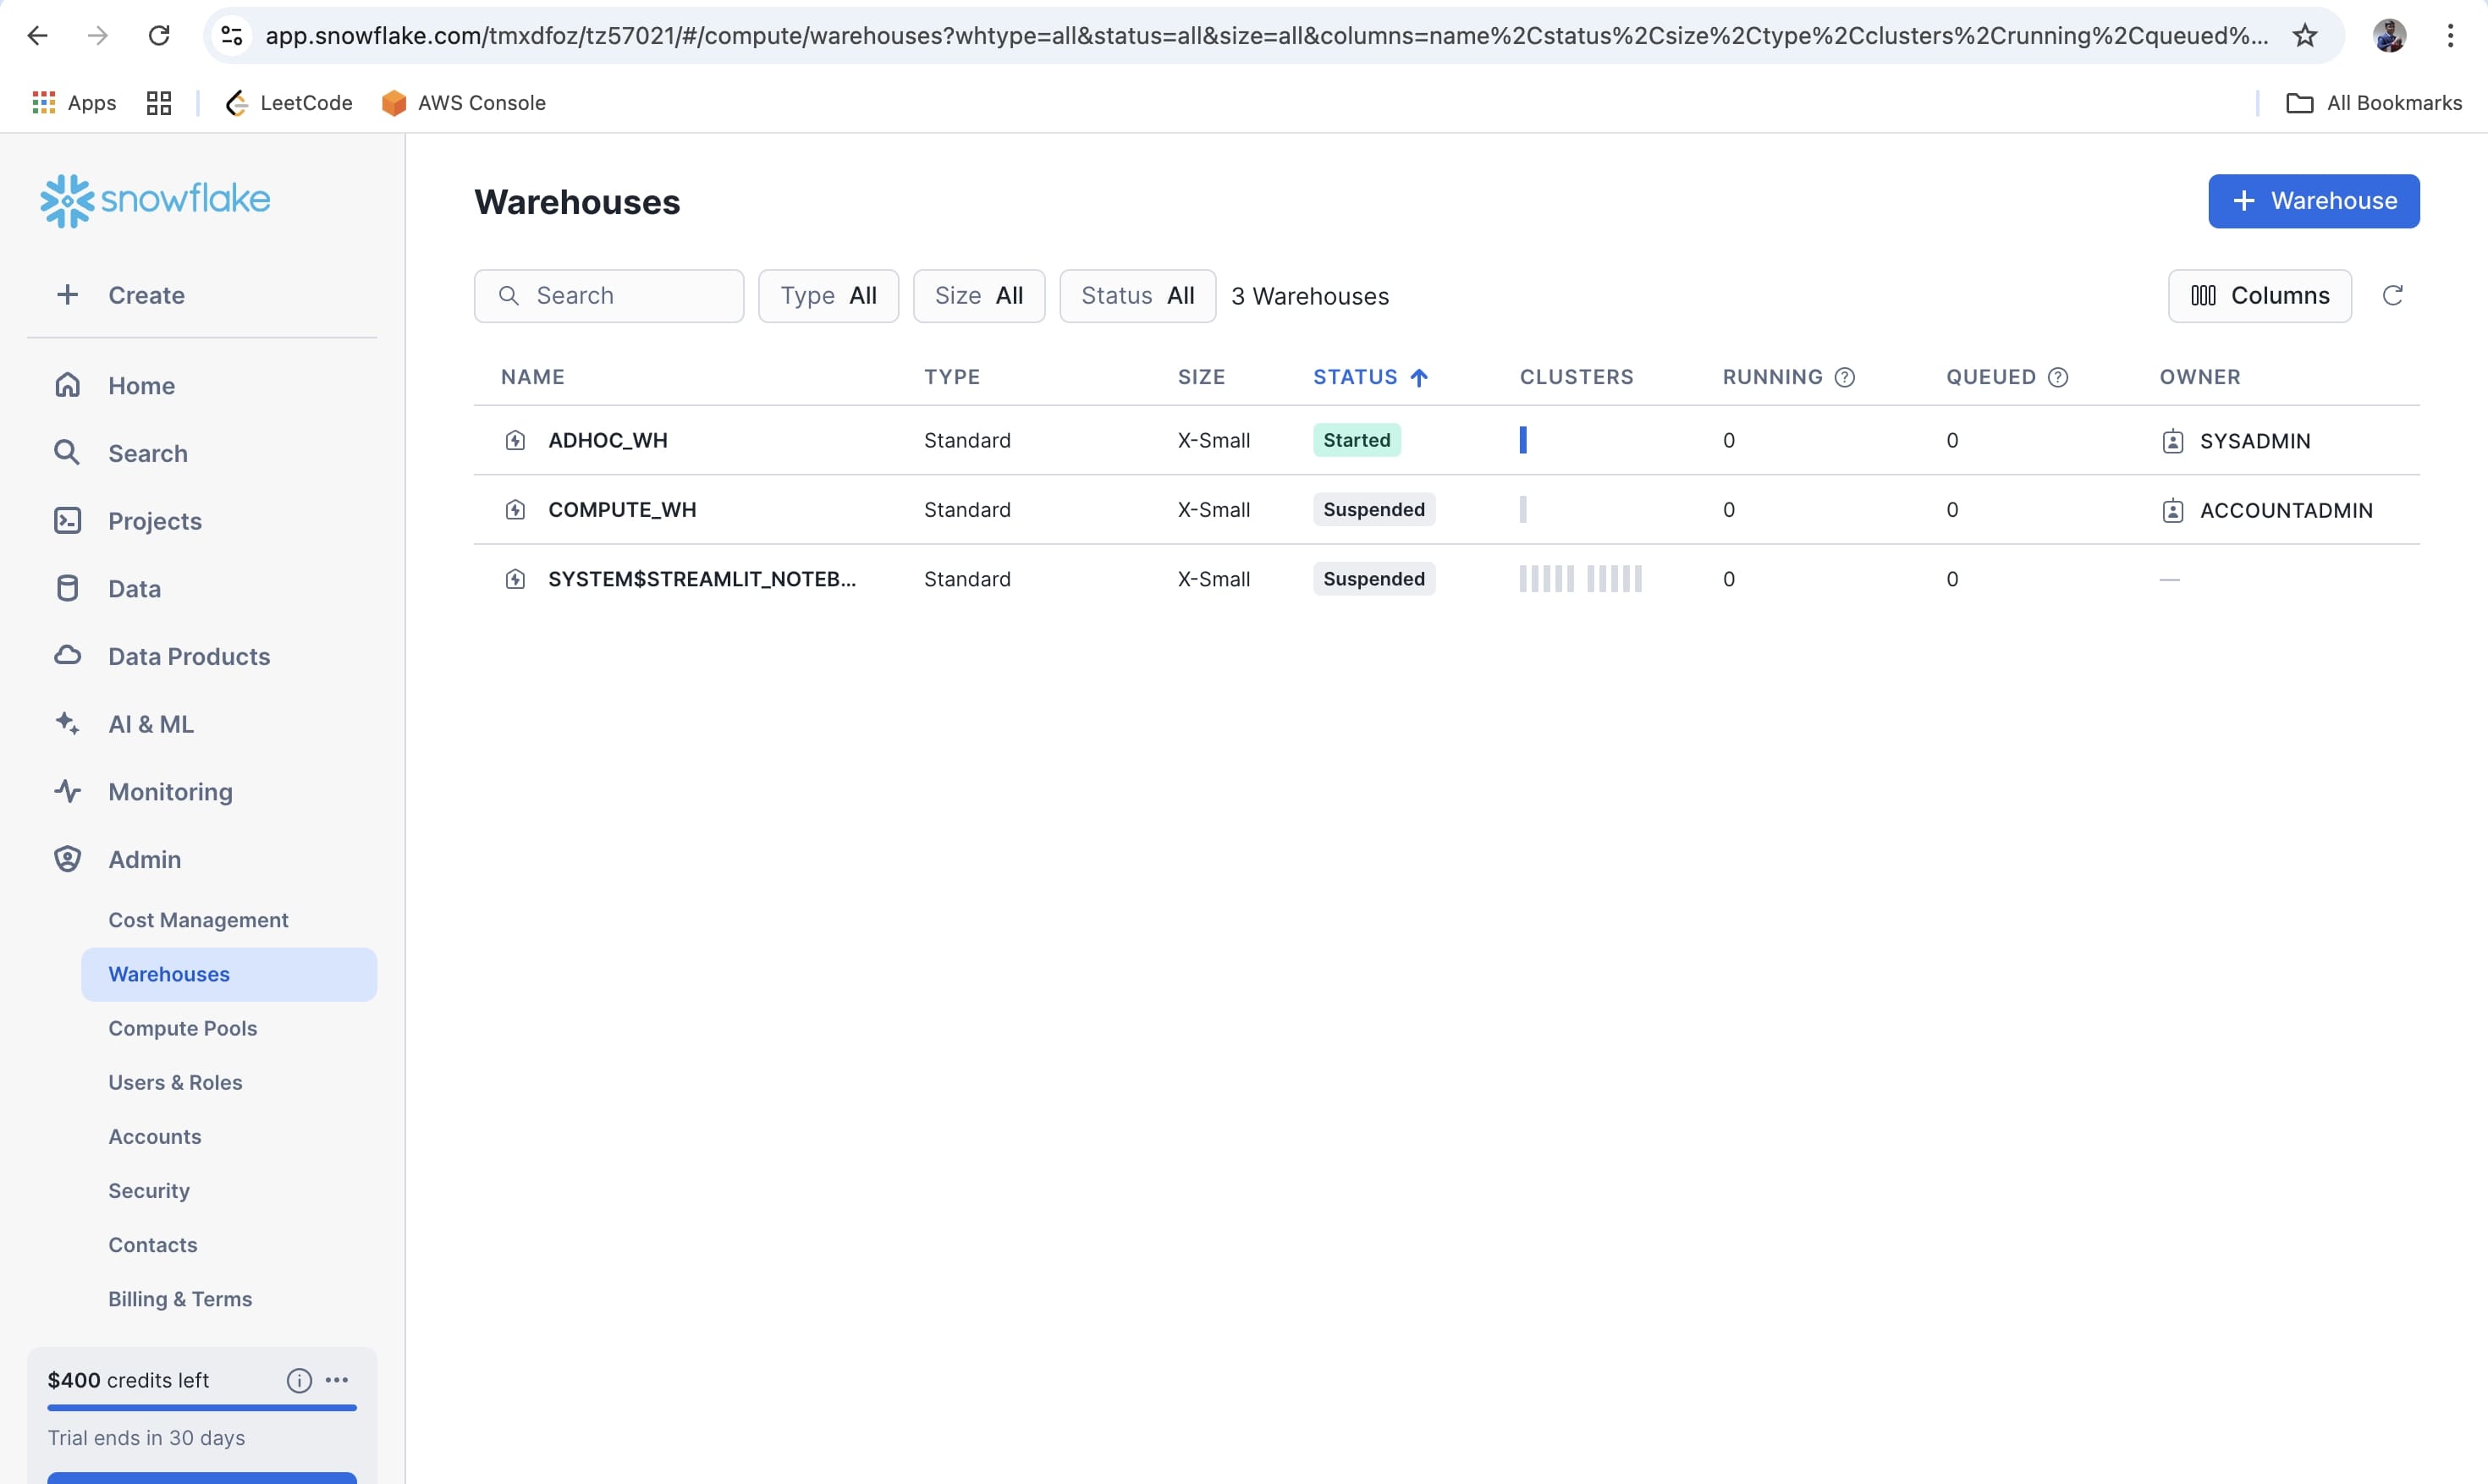 app.snowflake.com/tmxdfoz/tz57021/#/compute/warehouses?whtype=all&status=all&size=all&columns=name%2Cstatus%2Csize%2Ctype%2Cclusters%2Crunning%2Cqueued%...
Apps LeetCode AWS Console All Bookmarks
snowflake
Create
Home
Search
Projects
Data
Data Products
AI & ML
Monitoring
Admin
Cost Management
Warehouses
Compute Pools
Users & Roles
Accounts
Security
Contacts
Billing & Terms
$400 credits left
Trial ends in 30 days
Warehouses
+ Warehouse
Search Type All Size All Status All 3 Warehouses Columns
NAME TYPE SIZE STATUS CLUSTERS RUNNING QUEUED OWNER
ADHOC_WH Standard X-Small Started 0 0 SYSADMIN
COMPUTE_WH Standard X-Small Suspended 0 0 ACCOUNTADMIN
SYSTEM$STREAMLIT_NOTEB... Standard X-Small Suspended 0 0 —